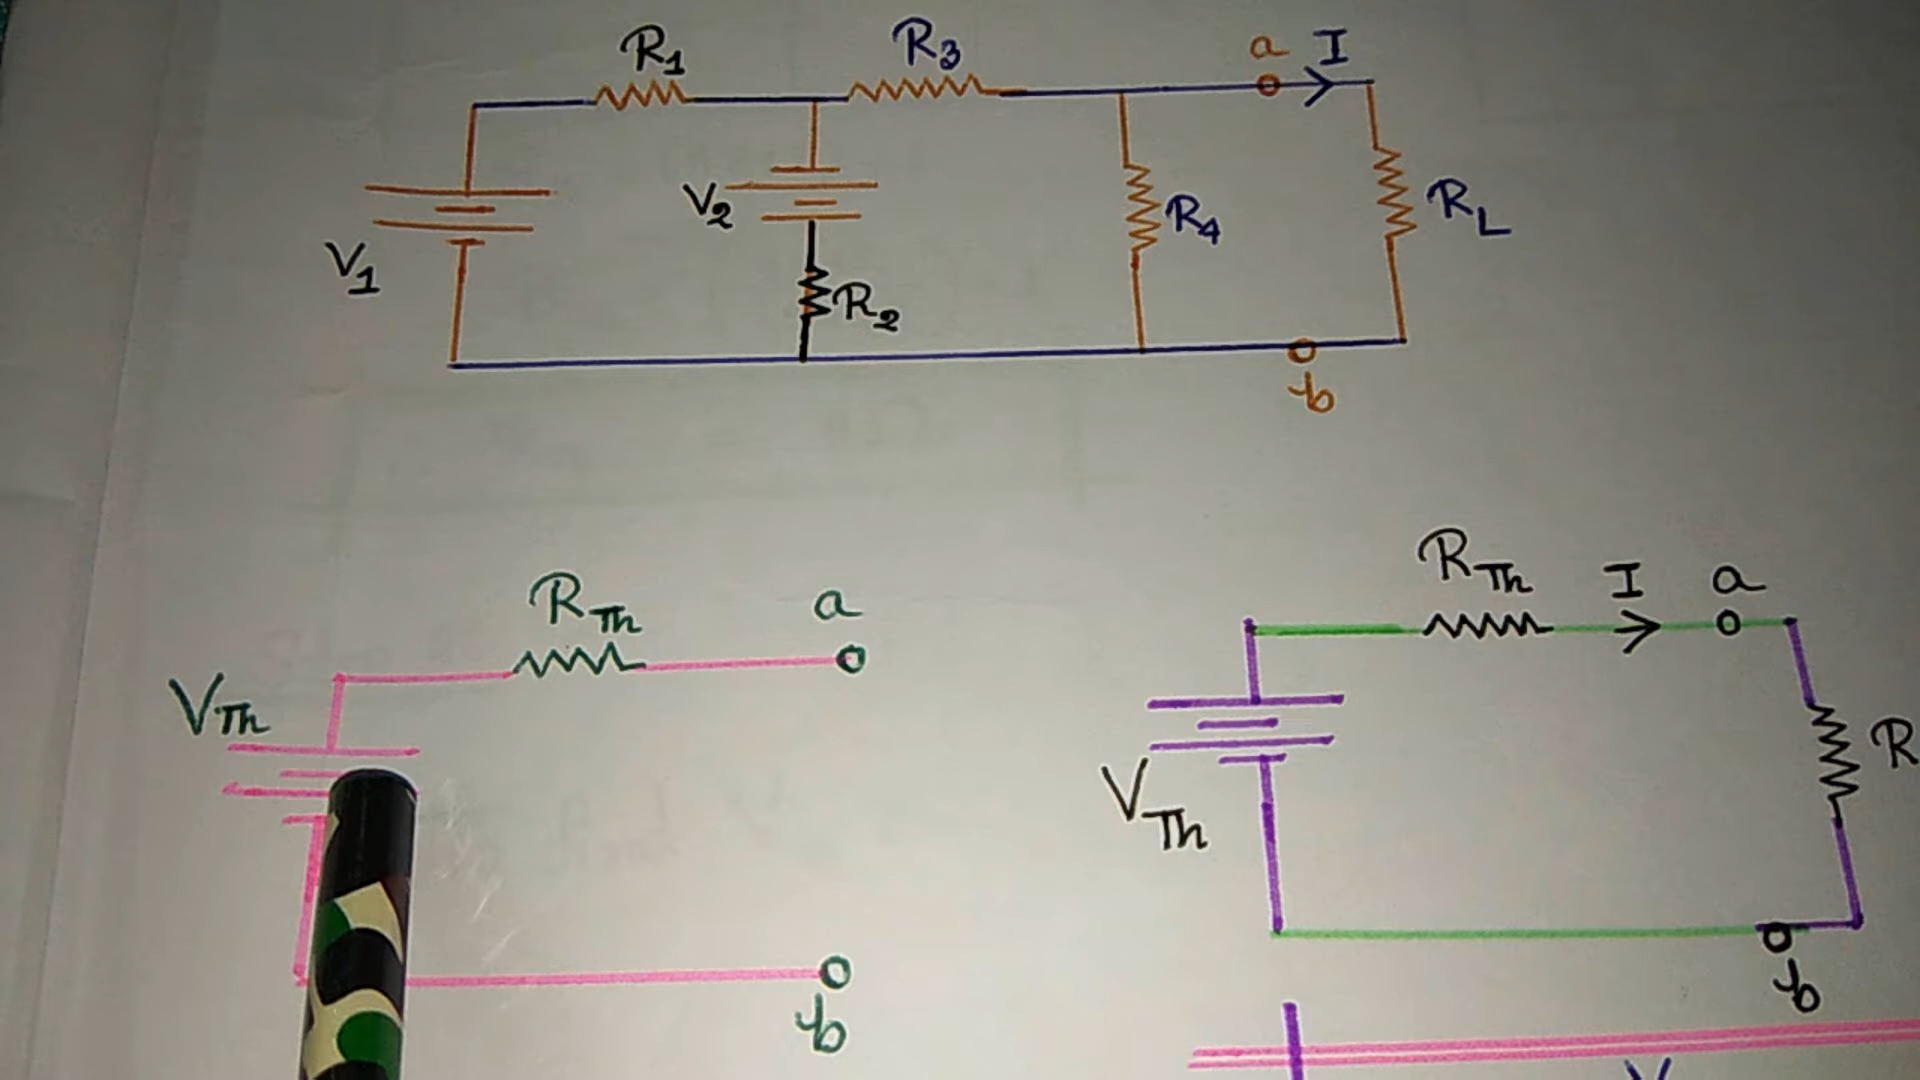 R1 R3 a I
V1 V2 R2 R4 RL
b
RTh a
VTh
b
RTh I a
VTh R
b